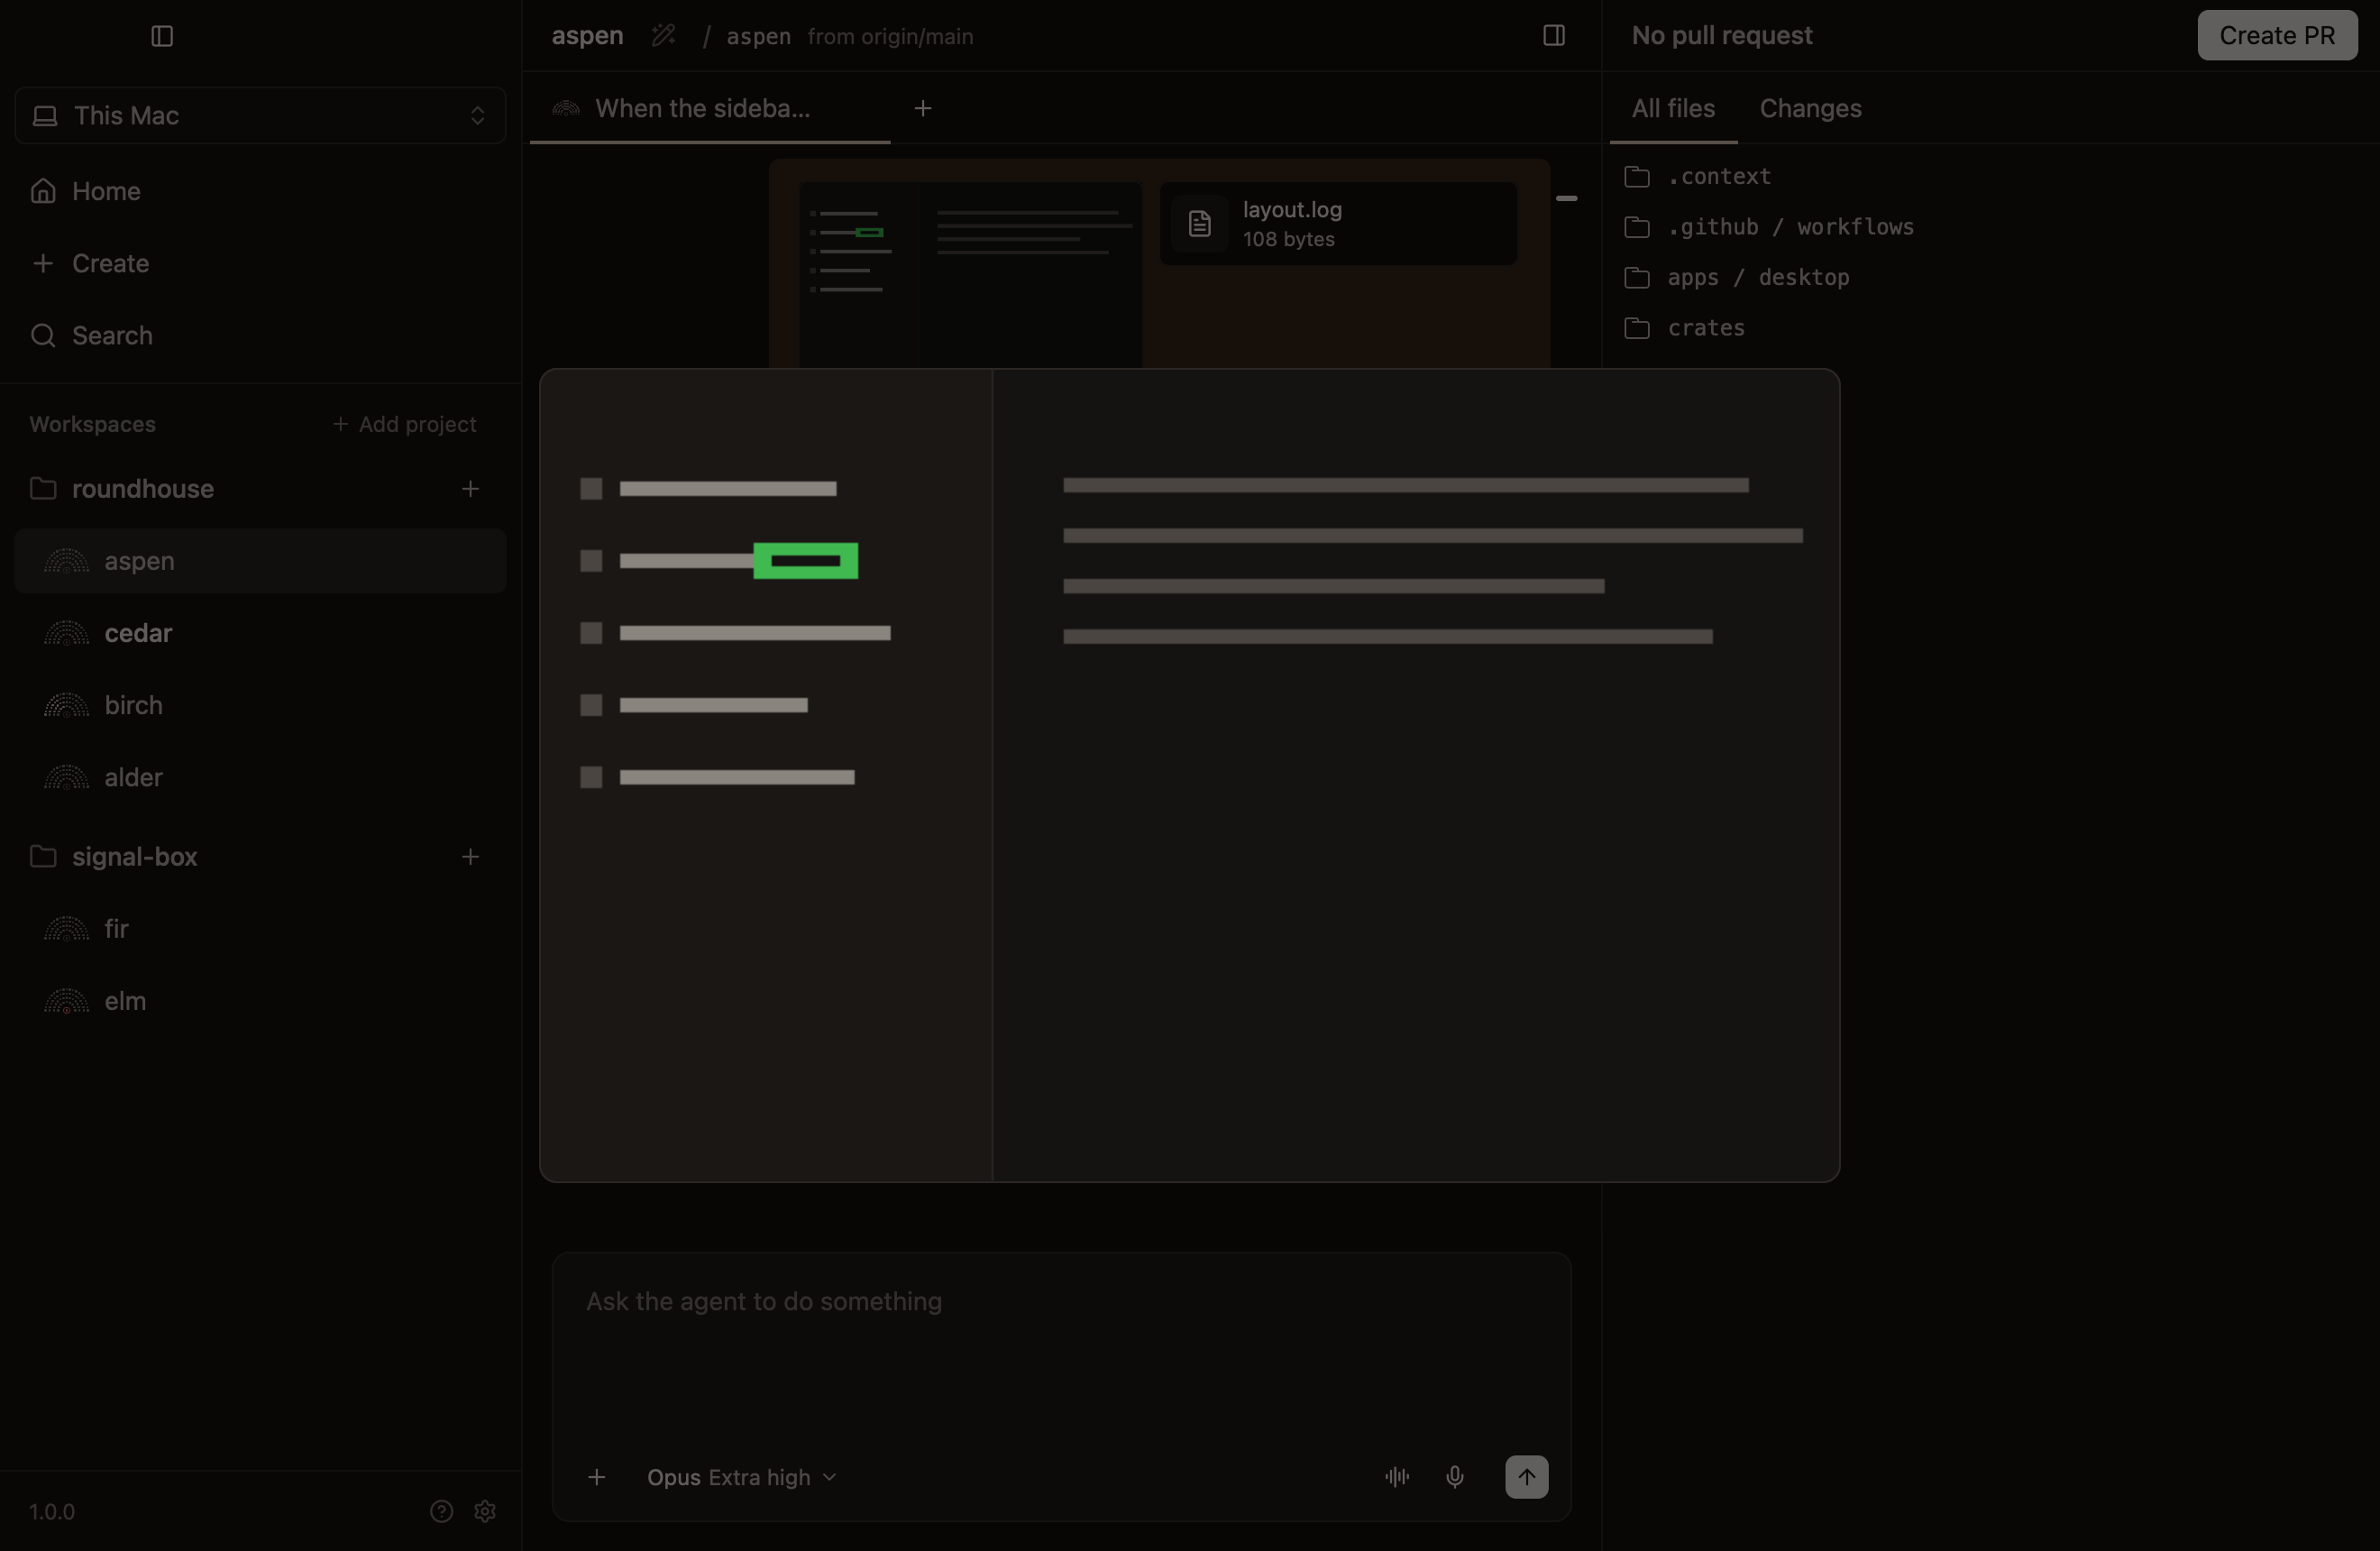 This Mac
Home
Create
Search
Workspaces
Add project
roundhouse
aspen
cedar
birch
alder
signal-box
fir
elm
1.0.0
aspen / aspen from origin/main
When the sideba...
layout.log
108 bytes
Ask the agent to do something
Opus Extra high
No pull request
Create PR
All files
Changes
.context
.github / workflows
apps / desktop
crates